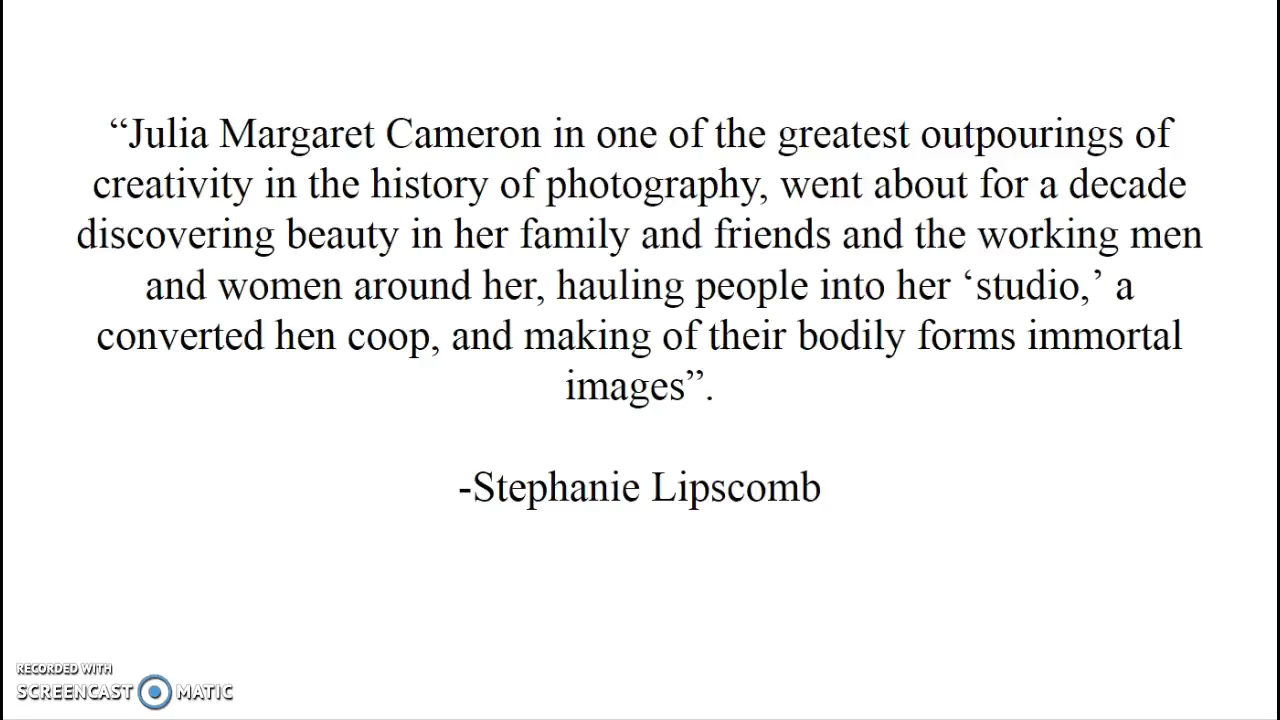 “Julia Margaret Cameron in one of the greatest outpourings of
creativity in the history of photography, went about for a decade
discovering beauty in her family and friends and the working men
and women around her, hauling people into her ‘studio,’ a
converted hen coop, and making of their bodily forms immortal
images”.
-Stephanie Lipscomb
RECORDED WITH
SCREENCAST MATIC